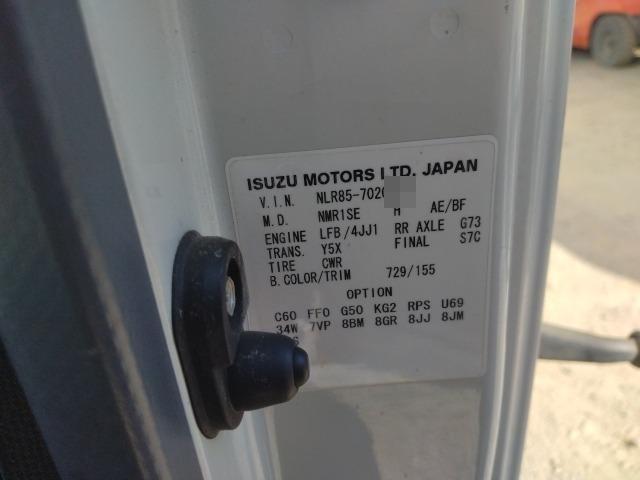 ISUZU MOTORS LTD. JAPAN
V.I.N. NLR85-702
M.D. NMR1SE H AE/BF
ENGINE LFB/4JJ1 RR AXLE G73
TRANS. Y5X FINAL S7C
TIRE CWR
B.COLOR/TRIM 729/155
OPTION
C60 FF0 G50 KG2 RPS U69
34W 7VP 8BM 8GR 8JJ 8JM